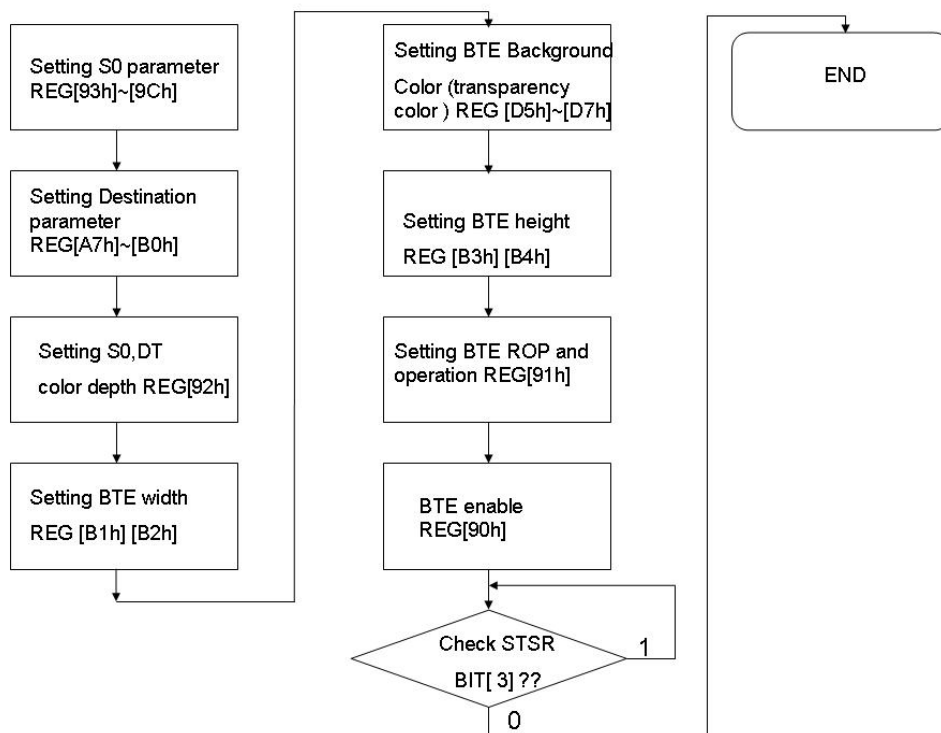 Setting S0 parameter
REG[93h]~[9Ch]
Setting Destination
parameter
REG[A7h]~[B0h]
Setting S0,DT
color depth REG[92h]
Setting BTE width
REG [B1h] [B2h]
Setting BTE Background
Color (transparency
color ) REG [D5h]~[D7h]
Setting BTE height
REG [B3h] [B4h]
Setting BTE ROP and
operation REG[91h]
BTE enable
REG[90h]
Check STSR
BIT[ 3] ??
1
0
END